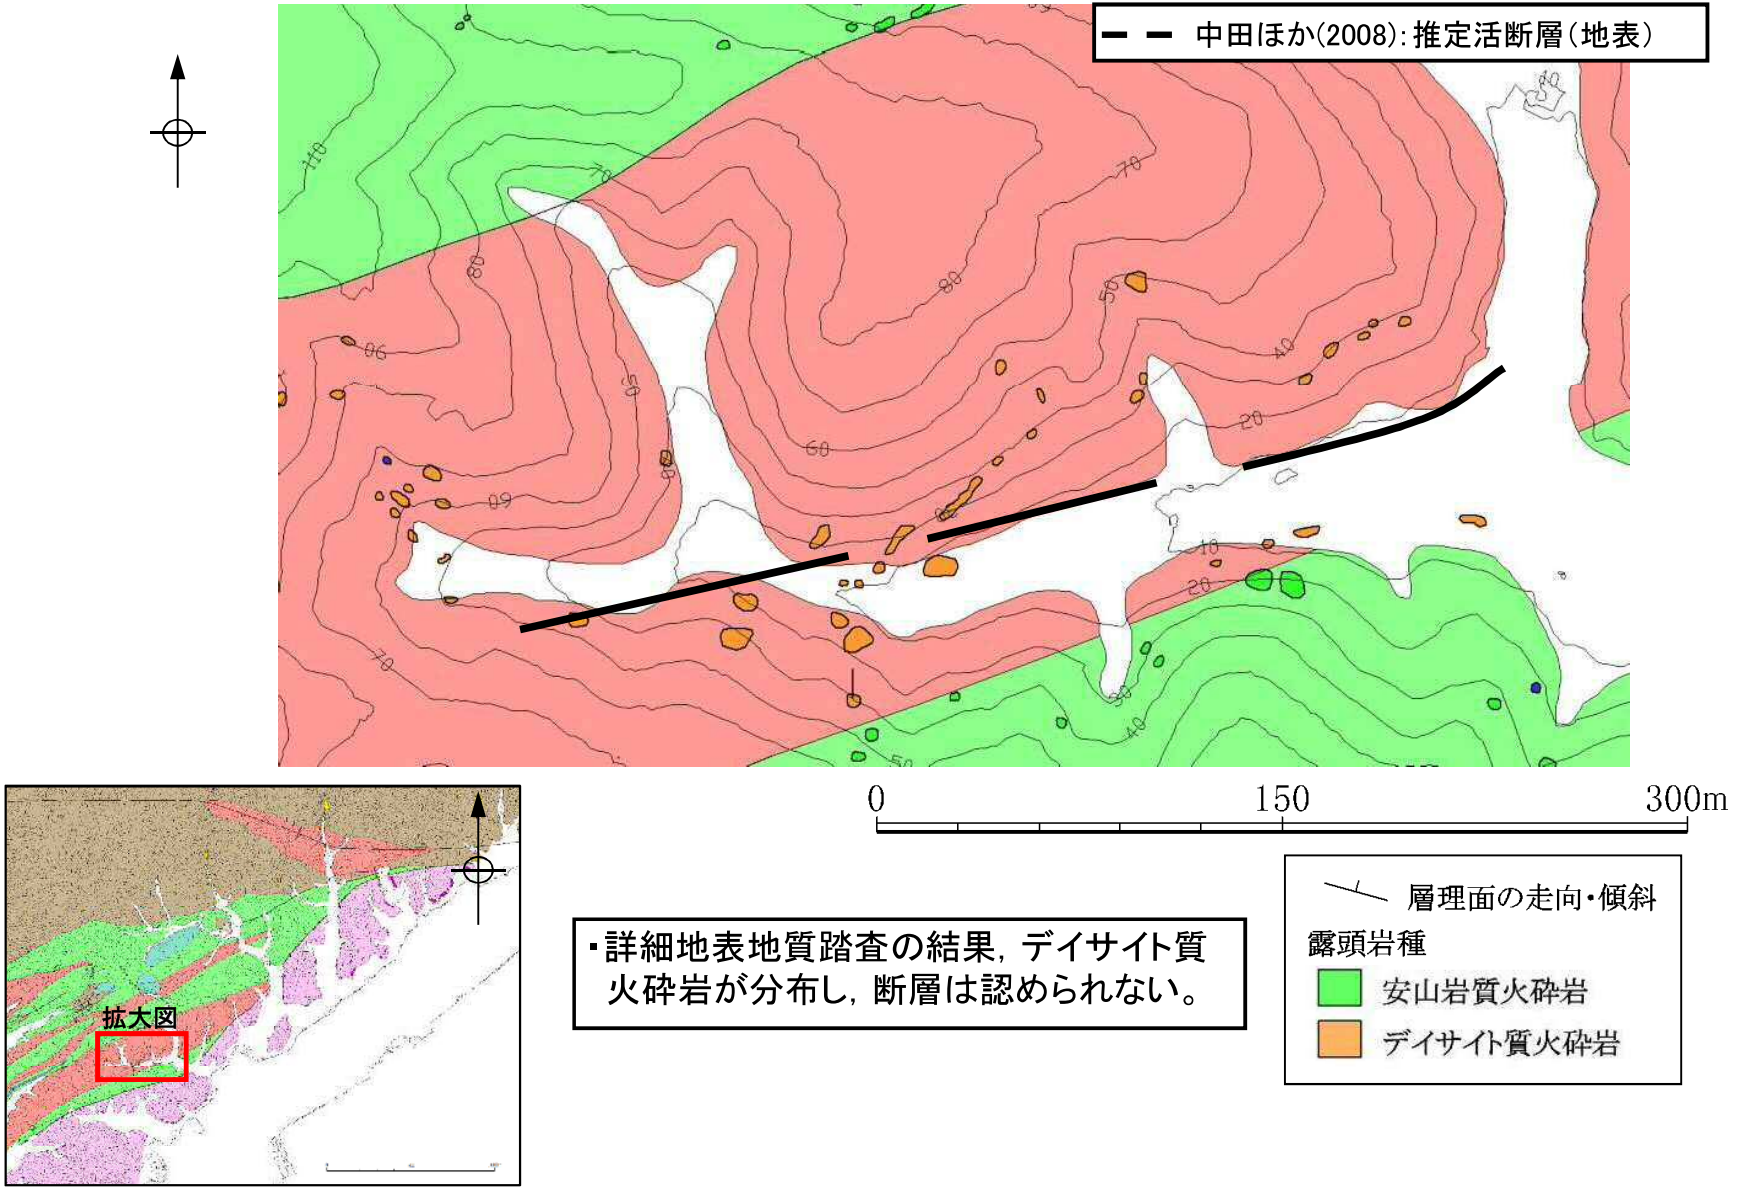 中田ほか(2008):推定活断層(地表)
110
70
80
70
80
50
90
50
40
20
60
60
10
20
70
30
40
50
0 150 300m
拡大図
・詳細地表地質踏査の結果,デイサイト質
火砕岩が分布し,断層は認められない。
層理面の走向・傾斜
露頭岩種
安山岩質火砕岩
デイサイト質火砕岩